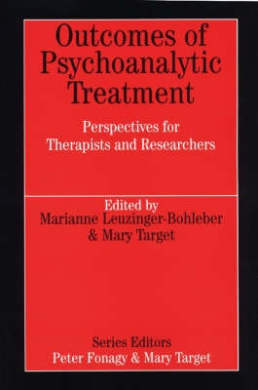 Outcomes of
Psychoanalytic
Treatment
Perspectives for
Therapists and Researchers
Edited by
Marianne Leuzinger-Bohleber
& Mary Target
Series Editors
Peter Fonagy & Mary Target